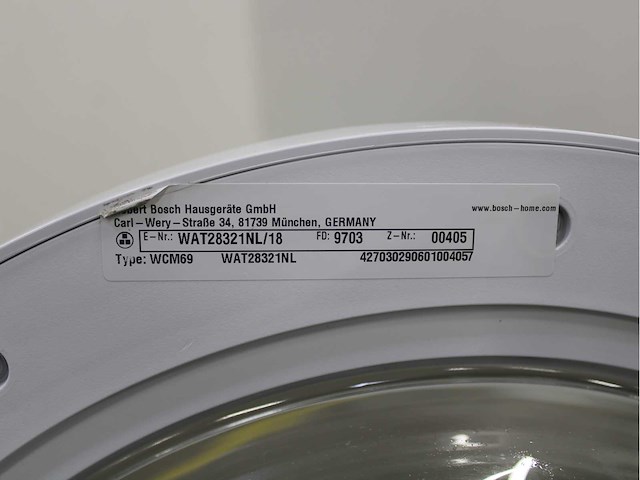 Robert Bosch Hausgeräte GmbH www.bosch-home.com
Carl-Wery-Straße 34, 81739 München, GERMANY
E-Nr.: WAT28321NL/18 FD: 9703 Z-Nr.: 00405
Type: WCM69 WAT28321NL 427030290601004057